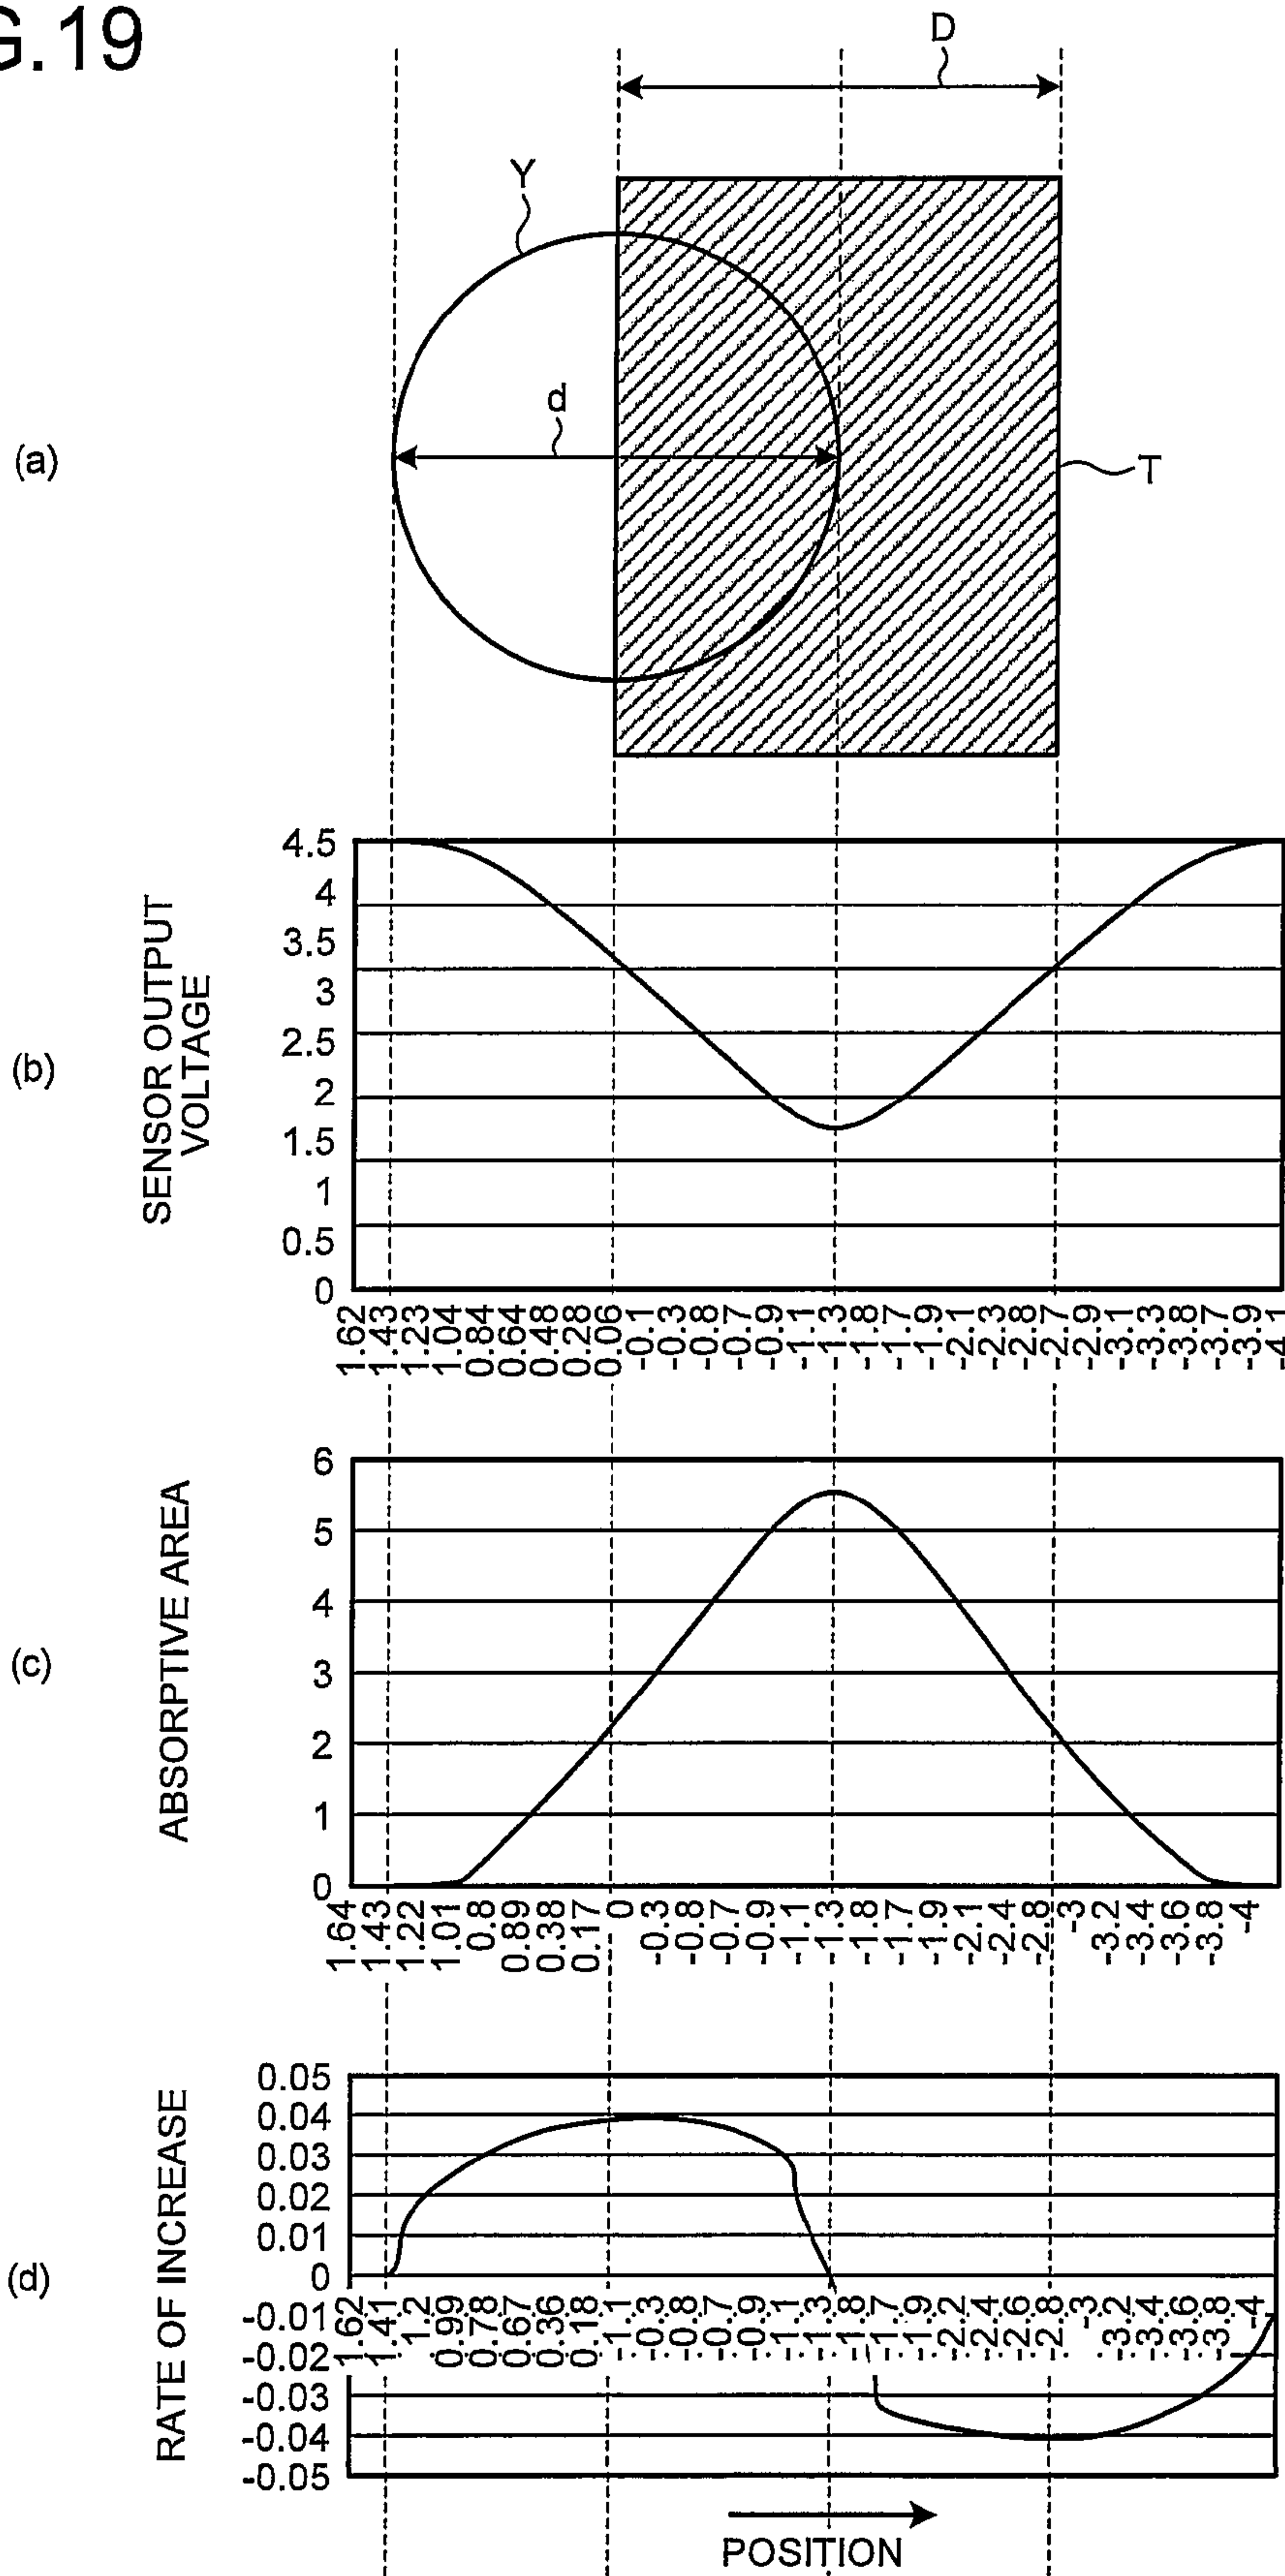 G.19
D
Y
d
T
(a)
(b)
SENSOR OUTPUT
VOLTAGE
4.5
4
3.5
3
2.5
2
1.5
1
0.5
0
1.62 1.43 1.23 1.04 0.84 0.64 0.48 0.28 0.06 -0.1 -0.3 -0.8 -0.7 -0.9 -1.1 -1.3 -1.8 -1.7 -1.9 -2.1 -2.3 -2.8 -2.7 -2.9 -3.1 -3.3 -3.8 -3.7 -3.9 -4.1
(c)
ABSORPTIVE AREA
6
5
4
3
2
1
0
1.64 1.43 1.22 1.01 0.8 0.89 0.38 0.17 0 -0.3 -0.8 -0.7 -0.9 -1.1 -1.3 -1.8 -1.7 -1.9 -2.1 -2.4 -2.8 -3 -3.2 -3.4 -3.6 -3.8 -4
(d)
RATE OF INCREASE
0.05
0.04
0.03
0.02
0.01
0
-0.01
-0.02
-0.03
-0.04
-0.05
1.62 1.41 1.2 0.99 0.78 0.67 0.36 0.18 -1.1 -0.3 -0.8 -0.7 -0.9 -1.1 -1.3 -1.8 -1.7 -1.9 -2.2 -2.4 -2.6 -2.8 -3 -3.2 -3.4 -3.6 -3.8 -4
POSITION